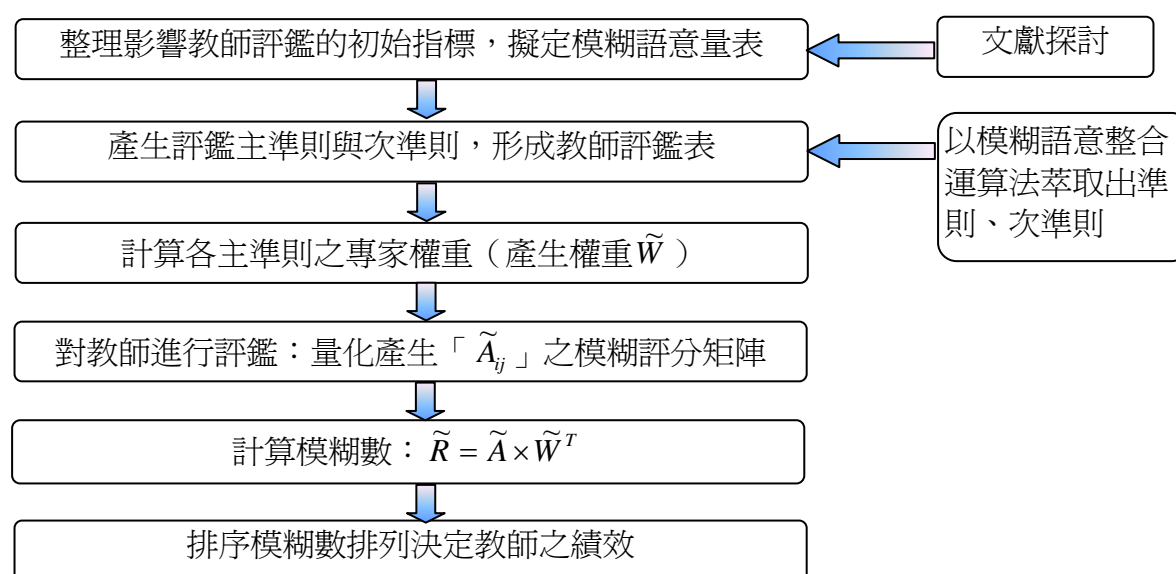 整理影響教師評鑑的初始指標，擬定模糊語意量表
文獻探討
產生評鑑主準則與次準則，形成教師評鑑表
以模糊語意整合
運算法萃取出準
則、次準則
計算各主準則之專家權重（產生權重W̃）
對教師進行評鑑：量化產生「Ã_ij」之模糊評分矩陣
計算模糊數：R̃ = Ã × W̃^T
排序模糊數排列決定教師之績效